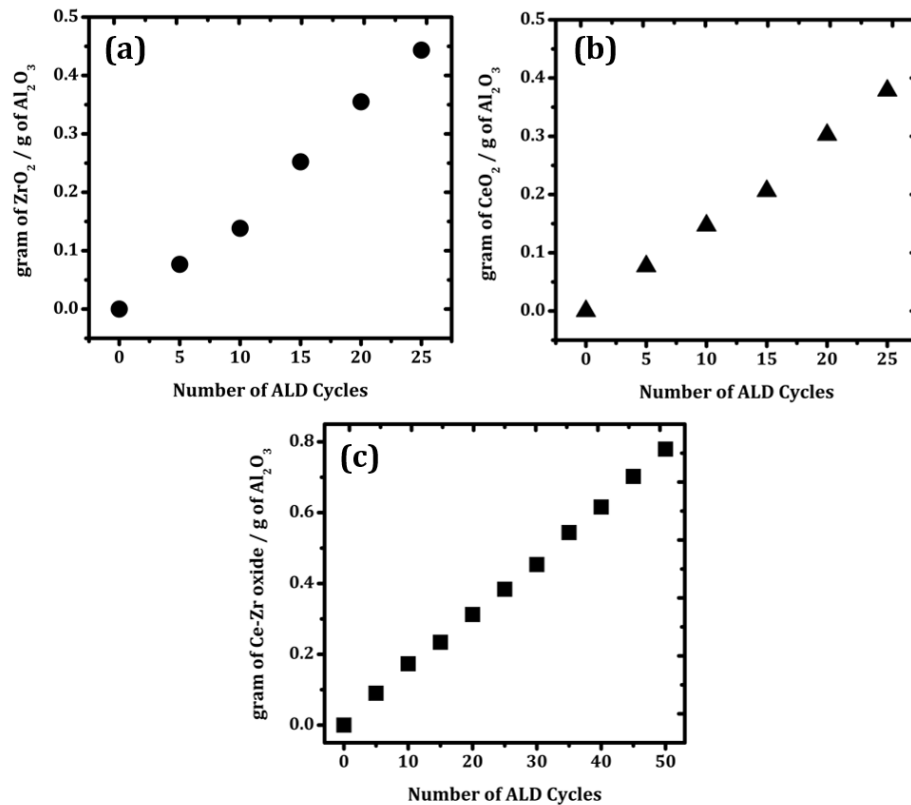 (a)
0.5
0.4
0.3
0.2
0.1
0.0
gram of ZrO₂ / g of Al₂O₃
0 5 10 15 20 25
Number of ALD Cycles
(b)
0.5
0.4
0.3
0.2
0.1
0.0
gram of CeO₂ / g of Al₂O₃
0 5 10 15 20 25
Number of ALD Cycles
(c)
0.8
0.6
0.4
0.2
0.0
gram of Ce-Zr oxide / g of Al₂O₃
0 10 20 30 40 50
Number of ALD Cycles